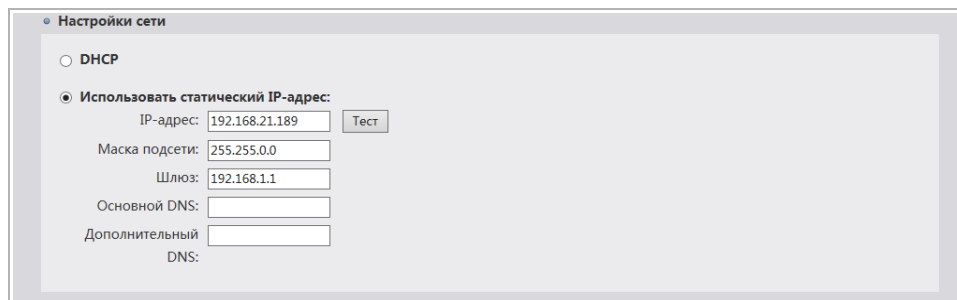 Настройки сети
DHCP
Использовать статический IP-адрес:
IP-адрес: 192.168.21.189 Тест
Маска подсети: 255.255.0.0
Шлюз: 192.168.1.1
Основной DNS:
Дополнительный
DNS: